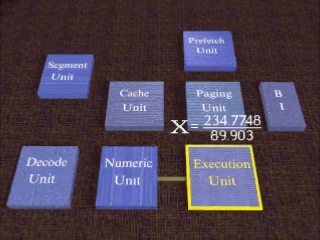 Prefetch
Unit
Segment
Unit
Cache
Unit
Paging
Unit
B
I
X = 234.7748
89.903
Decode
Unit
Numeric
Unit
Execution
Unit